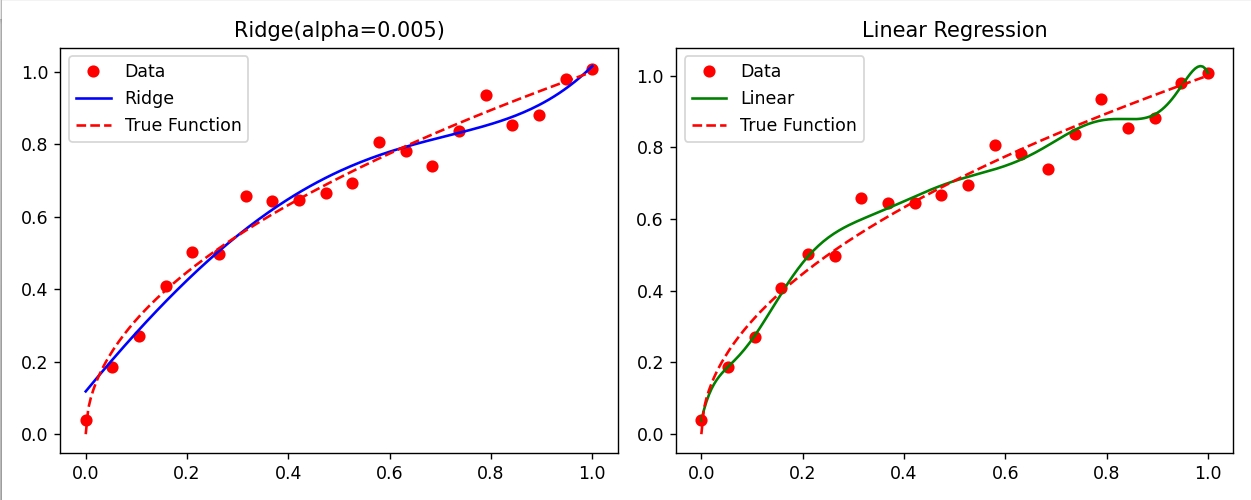 Ridge(alpha=0.005)
Data
Ridge
True Function
1.0
0.8
0.6
0.4
0.2
0.0
0.0 0.2 0.4 0.6 0.8 1.0
Linear Regression
Data
Linear
True Function
1.0
0.8
0.6
0.4
0.2
0.0
0.0 0.2 0.4 0.6 0.8 1.0